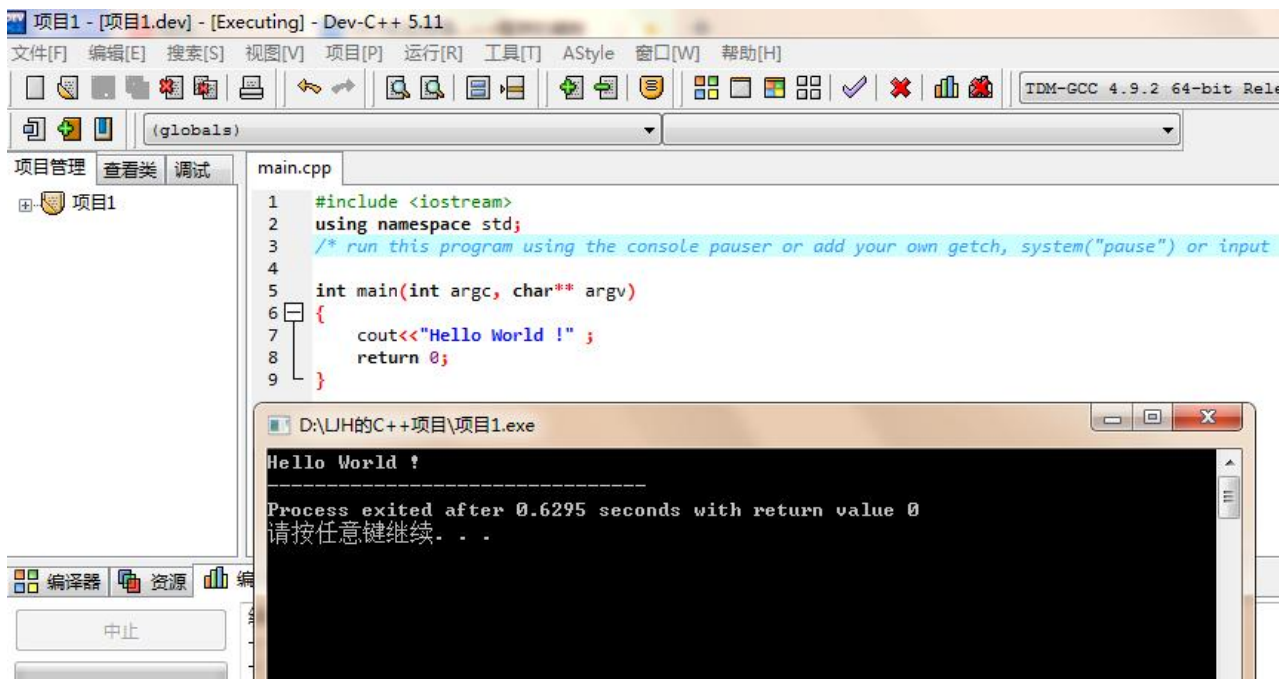 项目1 - [项目1.dev] - [Executing] - Dev-C++ 5.11
文件[F] 编辑[E] 搜索[S] 视图[V] 项目[P] 运行[R] 工具[T] AStyle 窗口[W] 帮助[H]
TDM-GCC 4.9.2 64-bit Rele
(globals)
项目管理 查看类 调试 main.cpp
项目1
1 #include <iostream>
2 using namespace std;
3 /* run this program using the console pauser or add your own getch, system("pause") or input
4
5 int main(int argc, char** argv)
6 {
7 cout<<"Hello World !" ;
8 return 0;
9 }
D:\LJH的C++项目\项目1.exe
Hello World !
--------------------------------
Process exited after 0.6295 seconds with return value 0
请按任意键继续. . .
编译器 资源 编
中止